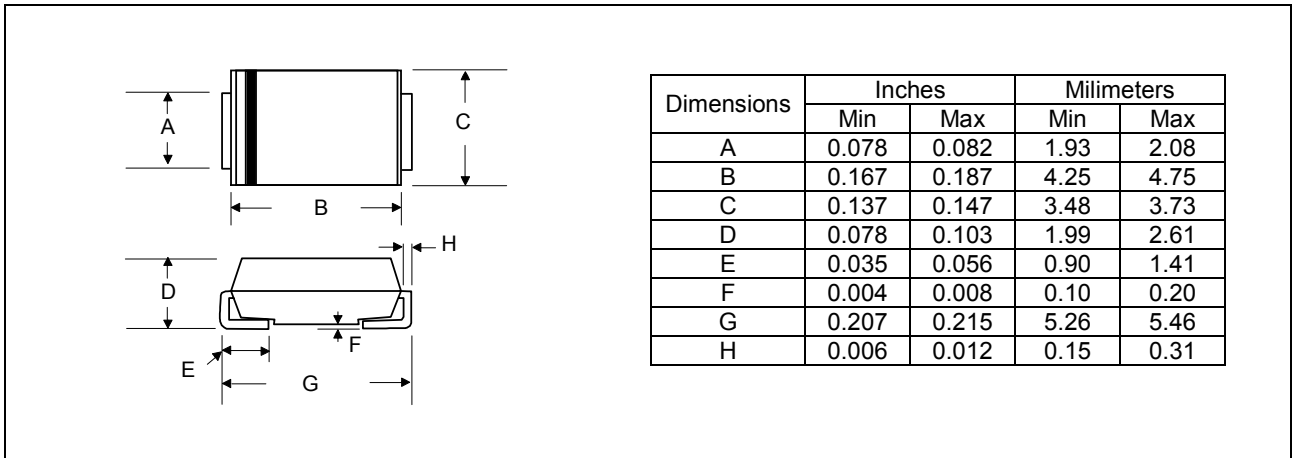 A
C
B
H
D
F
E
G
Dimensions Inches Milimeters
Min Max Min Max
A 0.078 0.082 1.93 2.08
B 0.167 0.187 4.25 4.75
C 0.137 0.147 3.48 3.73
D 0.078 0.103 1.99 2.61
E 0.035 0.056 0.90 1.41
F 0.004 0.008 0.10 0.20
G 0.207 0.215 5.26 5.46
H 0.006 0.012 0.15 0.31